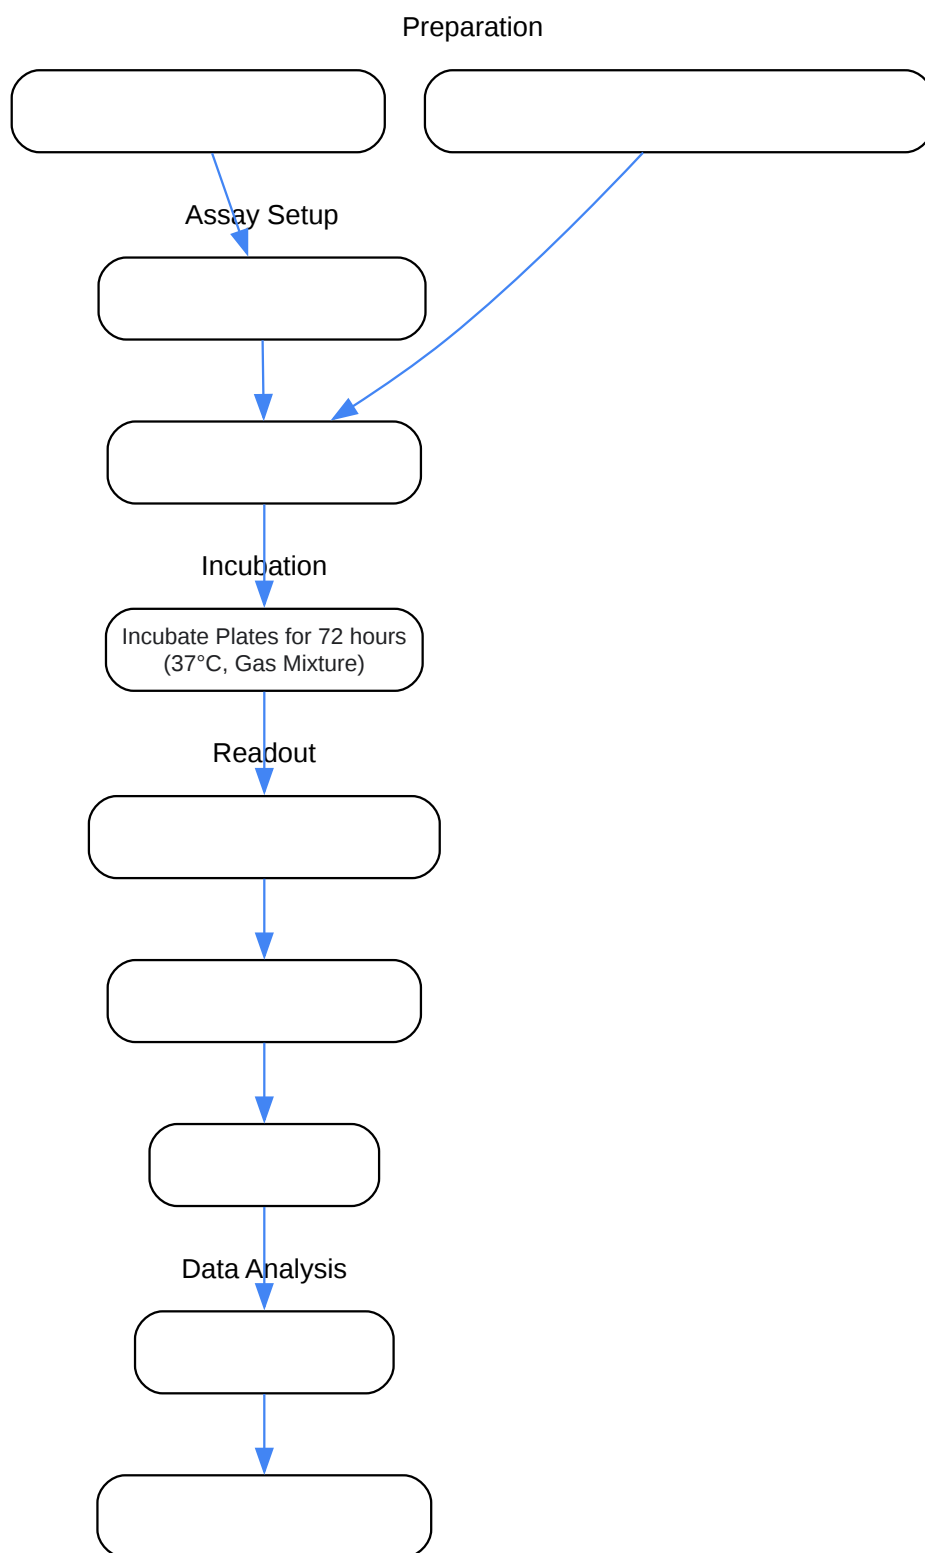 Preparation
Assay Setup
Incubation
Incubate Plates for 72 hours
(37°C, Gas Mixture)
Readout
Data Analysis